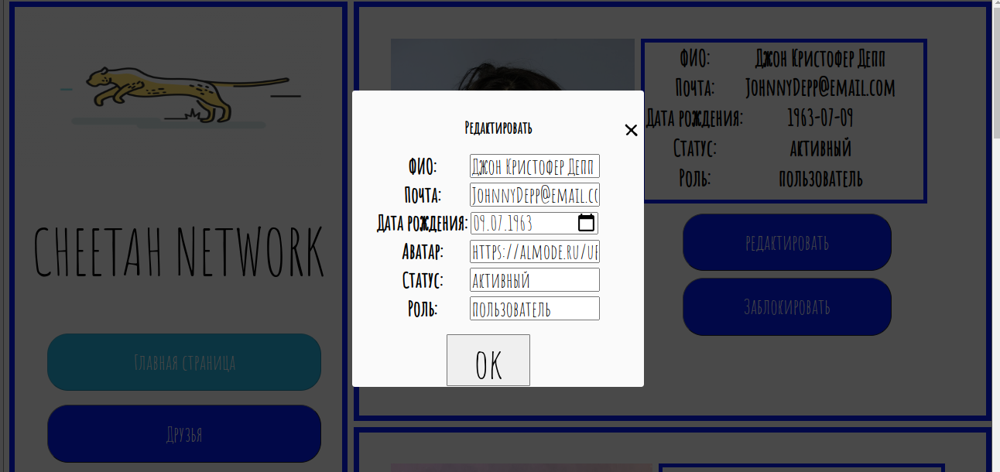 CHEETAH NETWORK
Главная страница
Друзья
ФИО: Джон Кристофер Депп
Почта: JohnnyDepp@email.com
Дата рождения: 1963-07-09
Статус: активный
Роль: пользователь
редактировать
Заблокировать
Редактировать
ФИО: Джон Кристофер Депп
Почта: JohnnyDepp@email.co
Дата рождения: 09.07.1963
Аватар: https://almode.ru/up
Статус: активный
Роль: пользователь
ОК